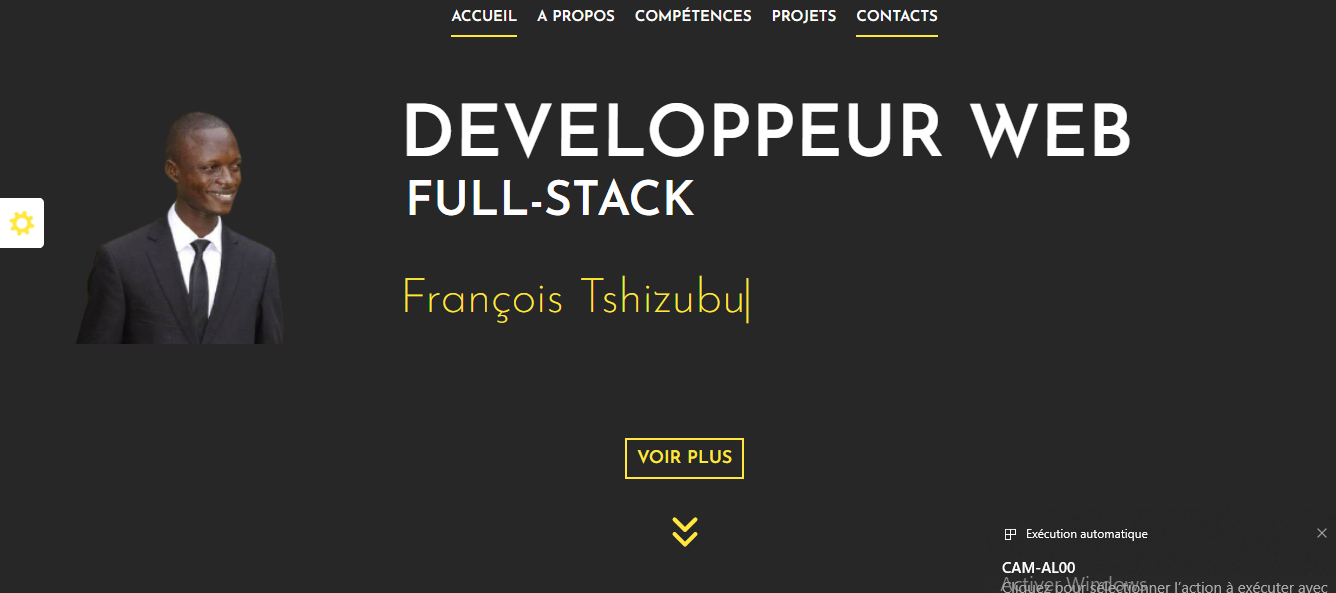 ACCUEIL A PROPOS COMPÉTENCES PROJETS CONTACTS
DEVELOPPEUR WEB
FULL-STACK
François Tshizubu
VOIR PLUS
Exécution automatique
CAM-AL00
Activer Windows
Cliquez pour sélectionner l'action à exécuter avec